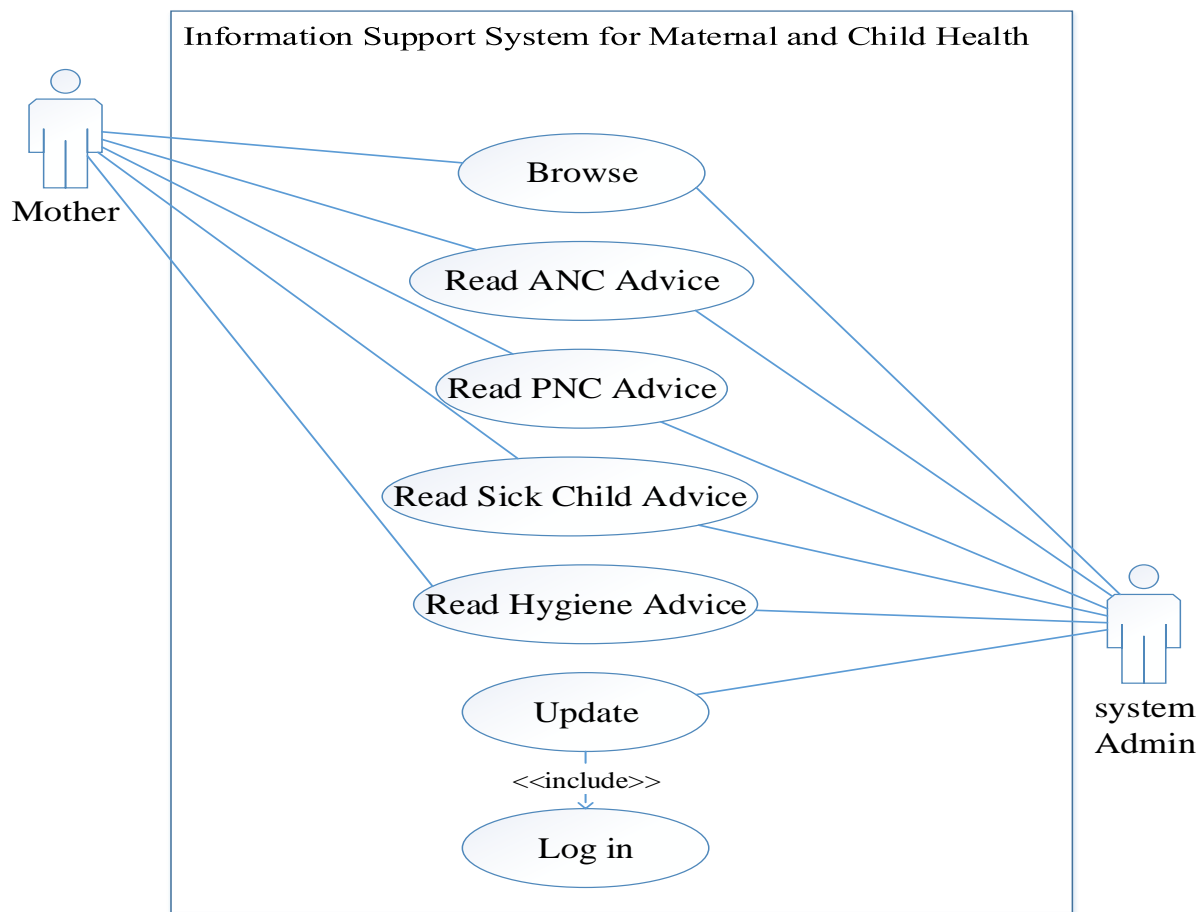 Information Support System for Maternal and Child Health
Mother
Browse
Read ANC Advice
Read PNC Advice
Read Sick Child Advice
Read Hygiene Advice
Update
<<include>>
Log in
system
Admin